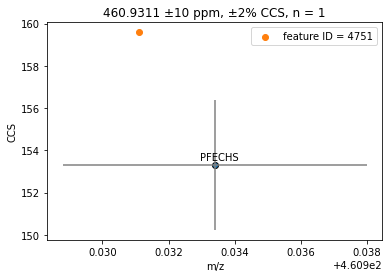 460.9311 ±10 ppm, ±2% CCS, n = 1
160
158
156
154
152
150
CCS
feature ID = 4751
PFECHS
0.030
0.032
0.034
0.036
0.038
+4.609e2
m/z